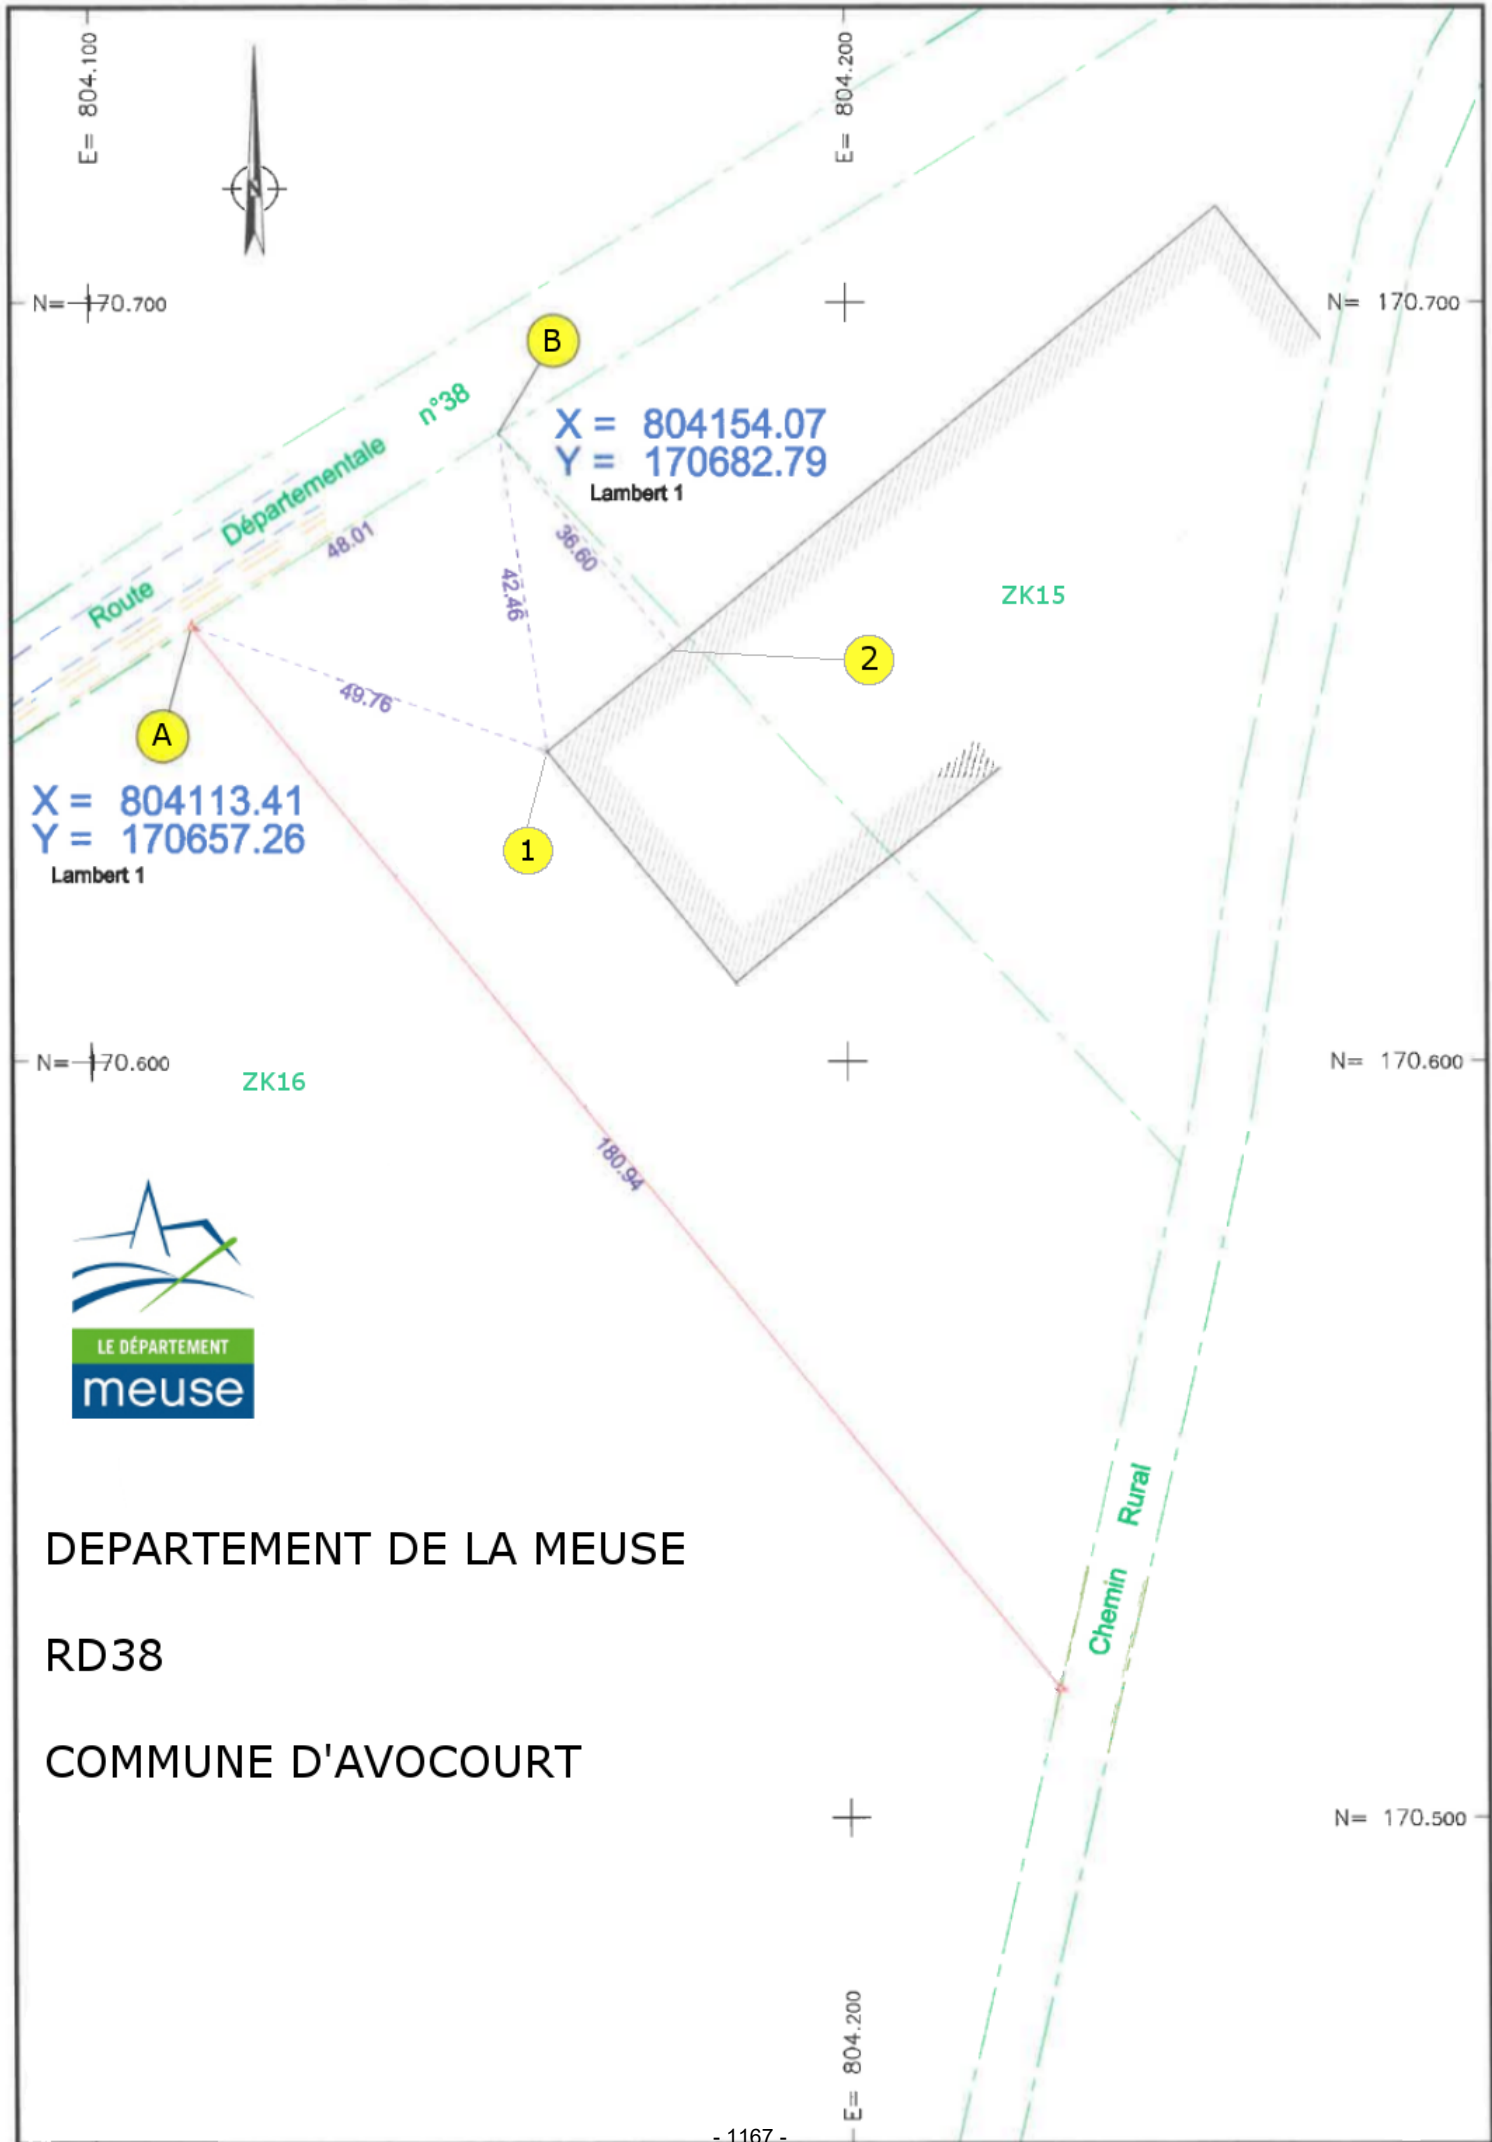 E= 804.100
E= 804.200
N= 170.700
N= 170.700
N
B
n°38
X = 804154.07
Y = 170682.79
Lambert 1
Départementale
48.01
36.60
Route
42.46
ZK15
2
49.76
A
X = 804113.41
Y = 170657.26
Lambert 1
1
N= 170.600
N= 170.600
ZK16
180.94
LE DÉPARTEMENT
meuse
Chemin Rural
DEPARTEMENT DE LA MEUSE
RD38
COMMUNE D'AVOCOURT
N= 170.500
E= 804.200
- 1167 -